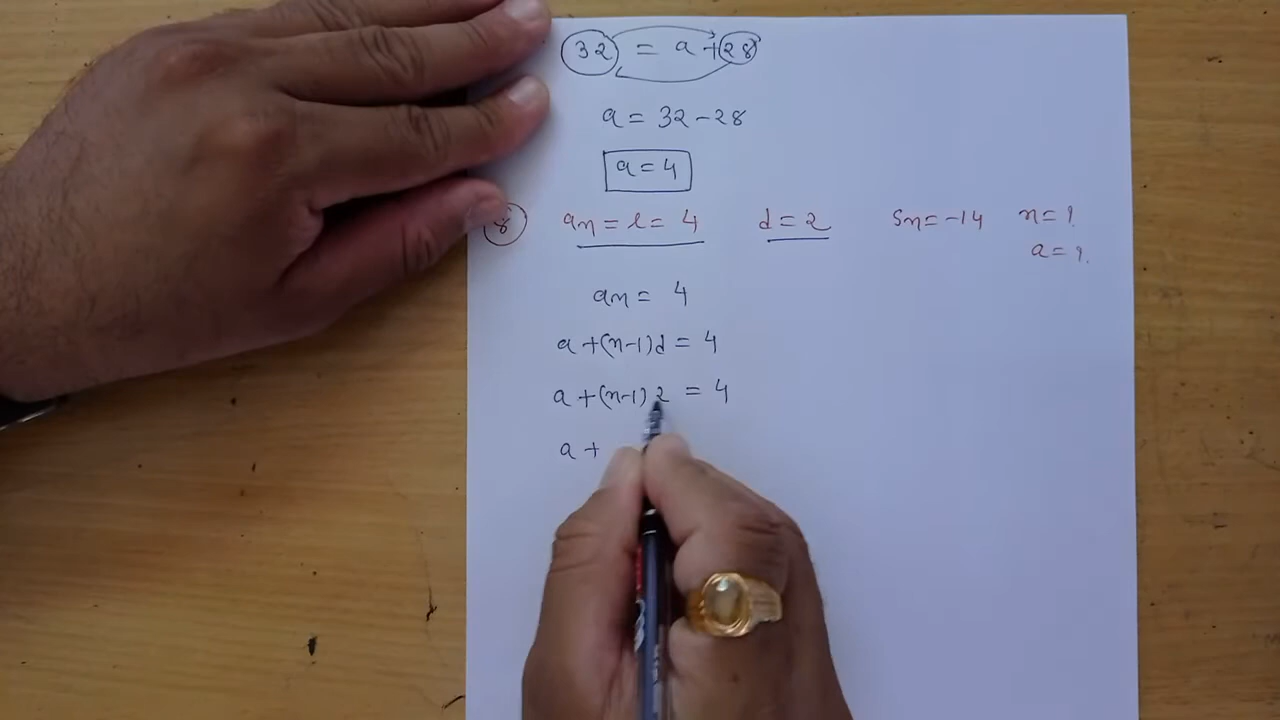 32 = a + 28
a = 32 - 28
a = 4
8 an = l = 4 d = 2 Sn = -14 n = ?
a = ?
an = 4
a + (n-1)d = 4
a + (n-1)2 = 4
a +